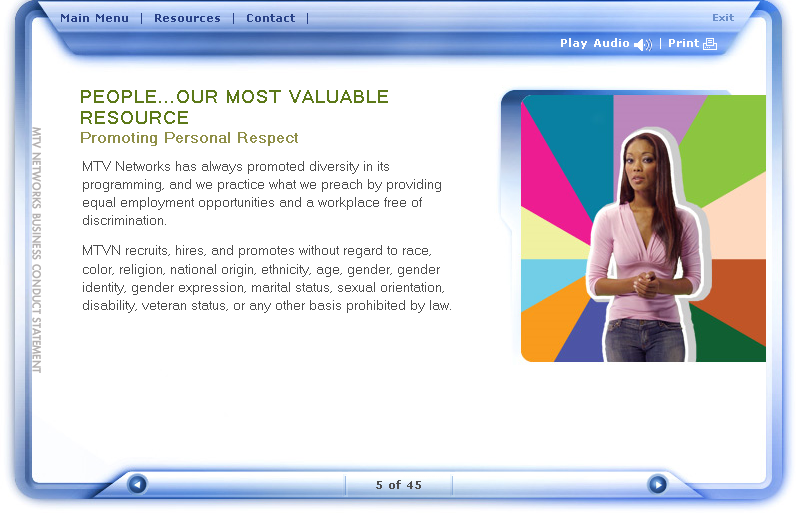 Main Menu | Resources | Contact |
Exit
Play Audio | Print
PEOPLE...OUR MOST VALUABLE
RESOURCE
Promoting Personal Respect
MTV Networks has always promoted diversity in its
programming, and we practice what we preach by providing
equal employment opportunities and a workplace free of
discrimination.
MTVN recruits, hires, and promotes without regard to race,
color, religion, national origin, ethnicity, age, gender, gender
identity, gender expression, marital status, sexual orientation,
disability, veteran status, or any other basis prohibited by law.
MTV NETWORKS BUSINESS CONDUCT STATEMENT
5 of 45